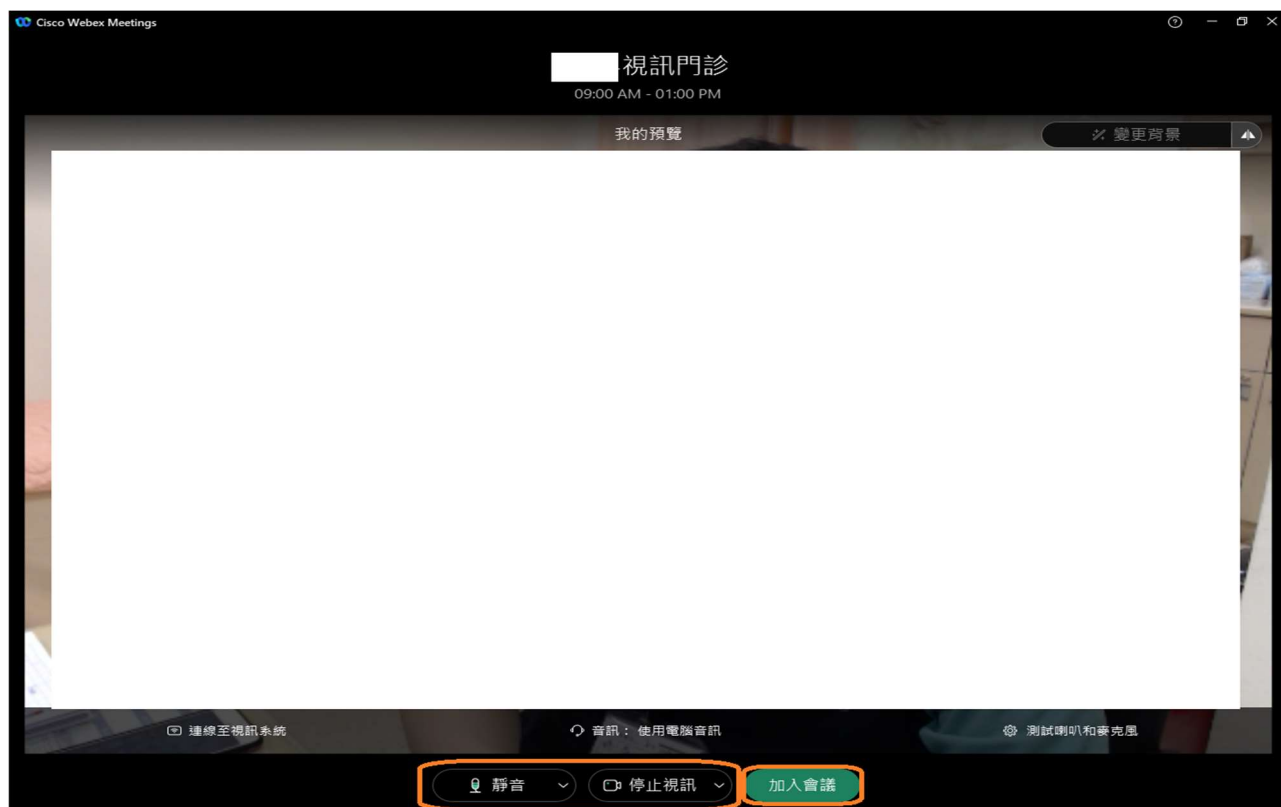 Cisco Webex Meetings
視訊門診
09:00 AM - 01:00 PM
我的預覽
變更背景
連線至視訊系統
音訊： 使用電腦音訊
測試喇叭和麥克風
靜音
停止視訊
加入會議